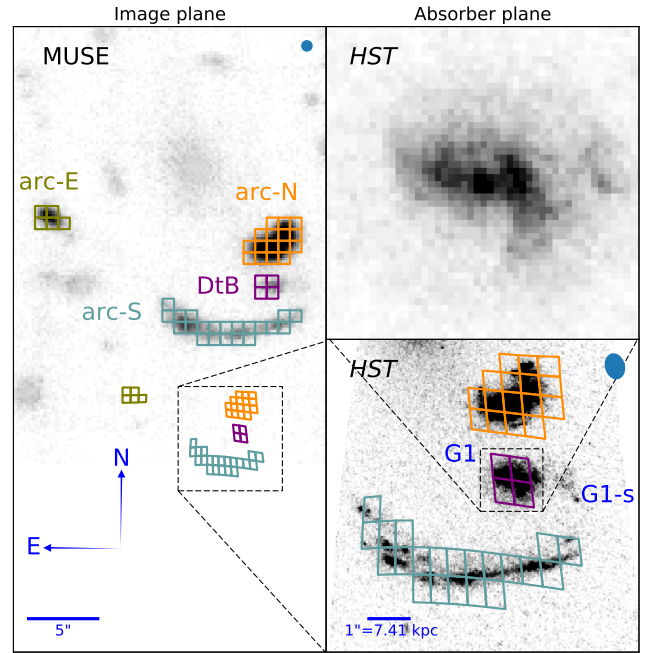 Image plane
Absorber plane
MUSE
HST
arc-E
arc-N
DtB
arc-S
HST
G1
N
G1-s
E
5"
1"=7.41 kpc